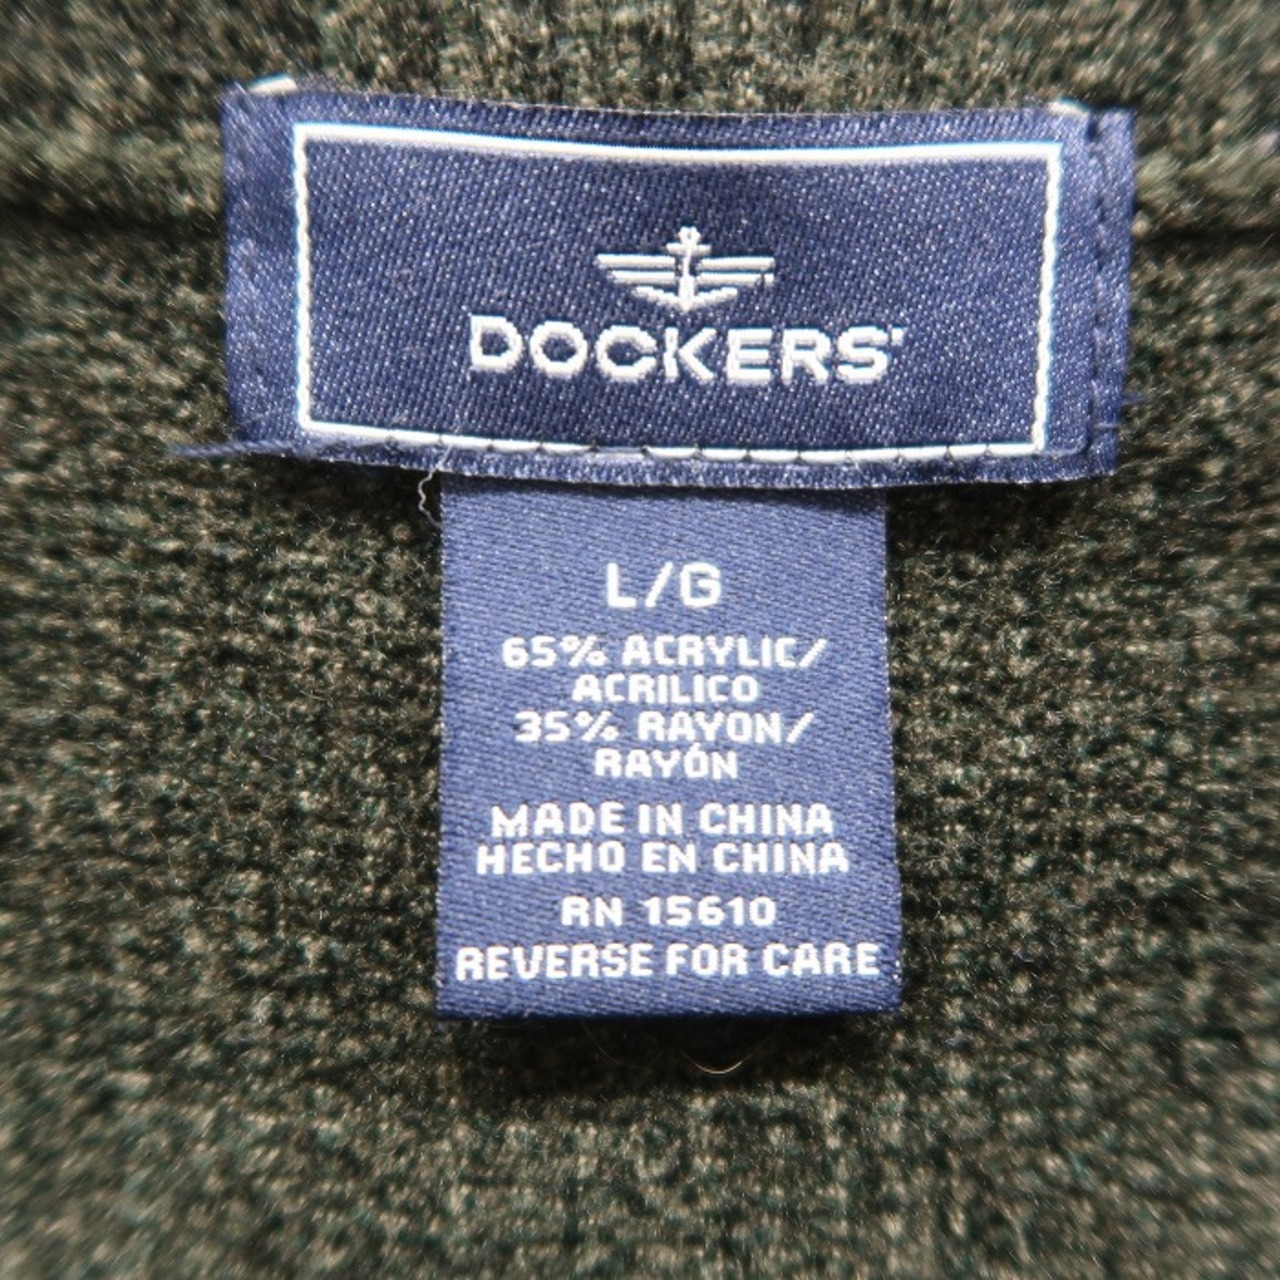 DOCKERS'
L/G
65% ACRYLIC/
ACRILICO
35% RAYON/
RAYÓN
MADE IN CHINA
HECHO EN CHINA
RN 15610
REVERSE FOR CARE